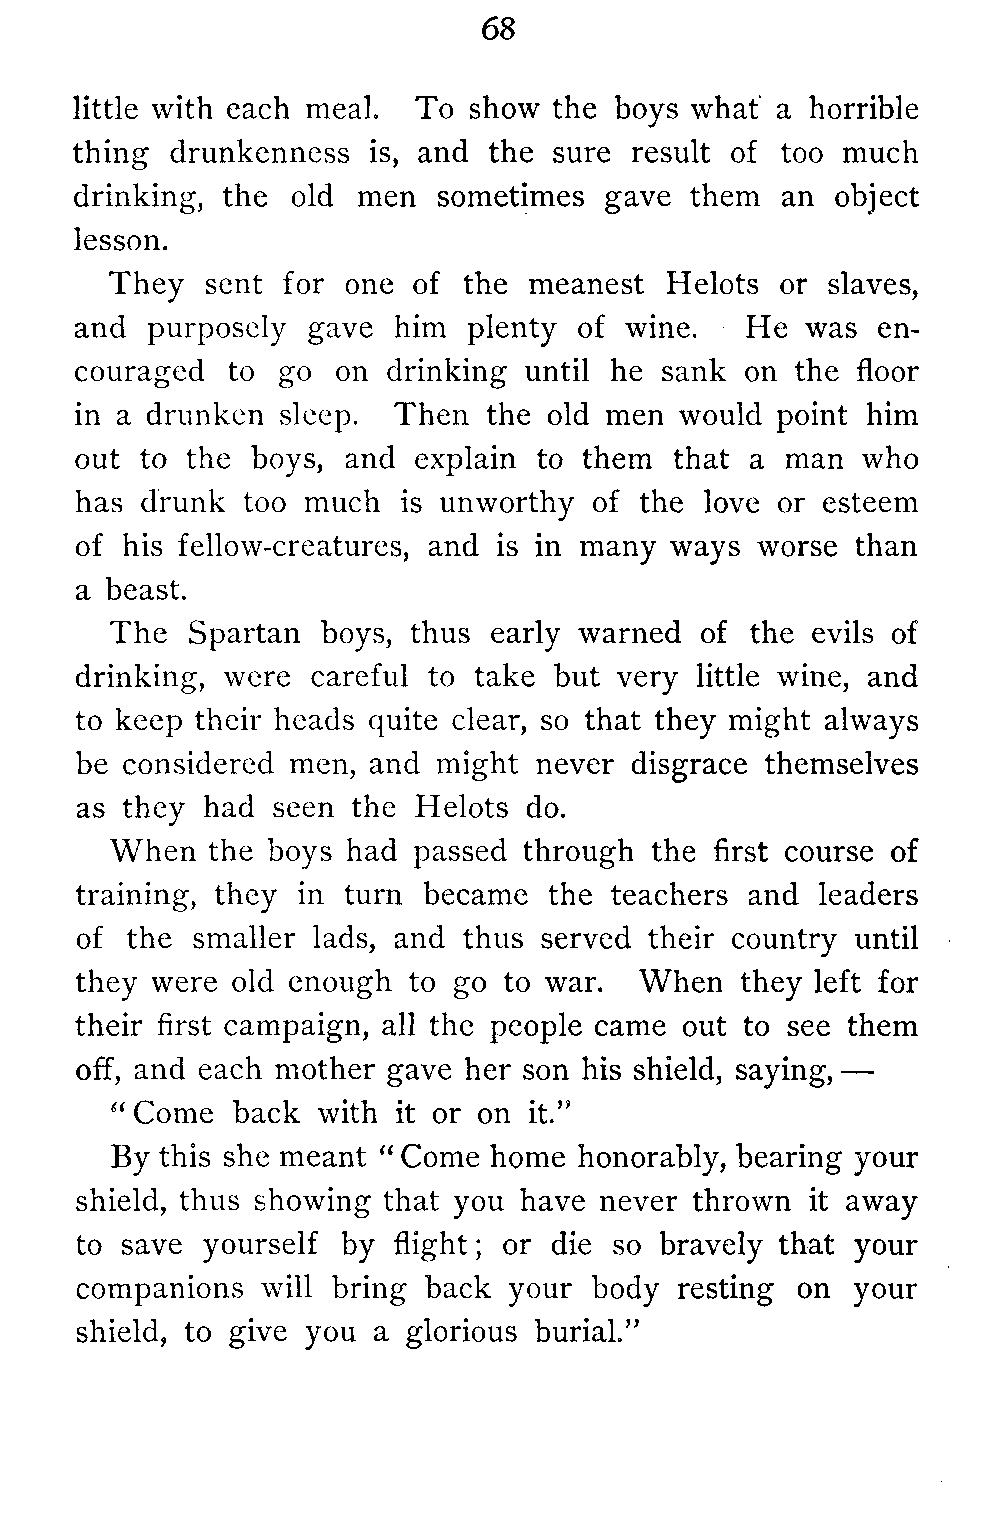 68
little with each meal. To show the boys what a horrible
thing drunkenness is, and the sure result of too much
drinking, the old men sometimes gave them an object
lesson.
They sent for one of the meanest Helots or slaves,
and purposely gave him plenty of wine. He was en-
couraged to go on drinking until he sank on the floor
in a drunken sleep. Then the old men would point him
out to the boys, and explain to them that a man who
has drunk too much is unworthy of the love or esteem
of his fellow-creatures, and is in many ways worse than
a beast.
The Spartan boys, thus early warned of the evils of
drinking, were careful to take but very little wine, and
to keep their heads quite clear, so that they might always
be considered men, and might never disgrace themselves
as they had seen the Helots do.
When the boys had passed through the first course of
training, they in turn became the teachers and leaders
of the smaller lads, and thus served their country until
they were old enough to go to war. When they left for
their first campaign, all the people came out to see them
off, and each mother gave her son his shield, saying, —
“Come back with it or on it.”
By this she meant “Come home honorably, bearing your
shield, thus showing that you have never thrown it away
to save yourself by flight; or die so bravely that your
companions will bring back your body resting on your
shield, to give you a glorious burial.”